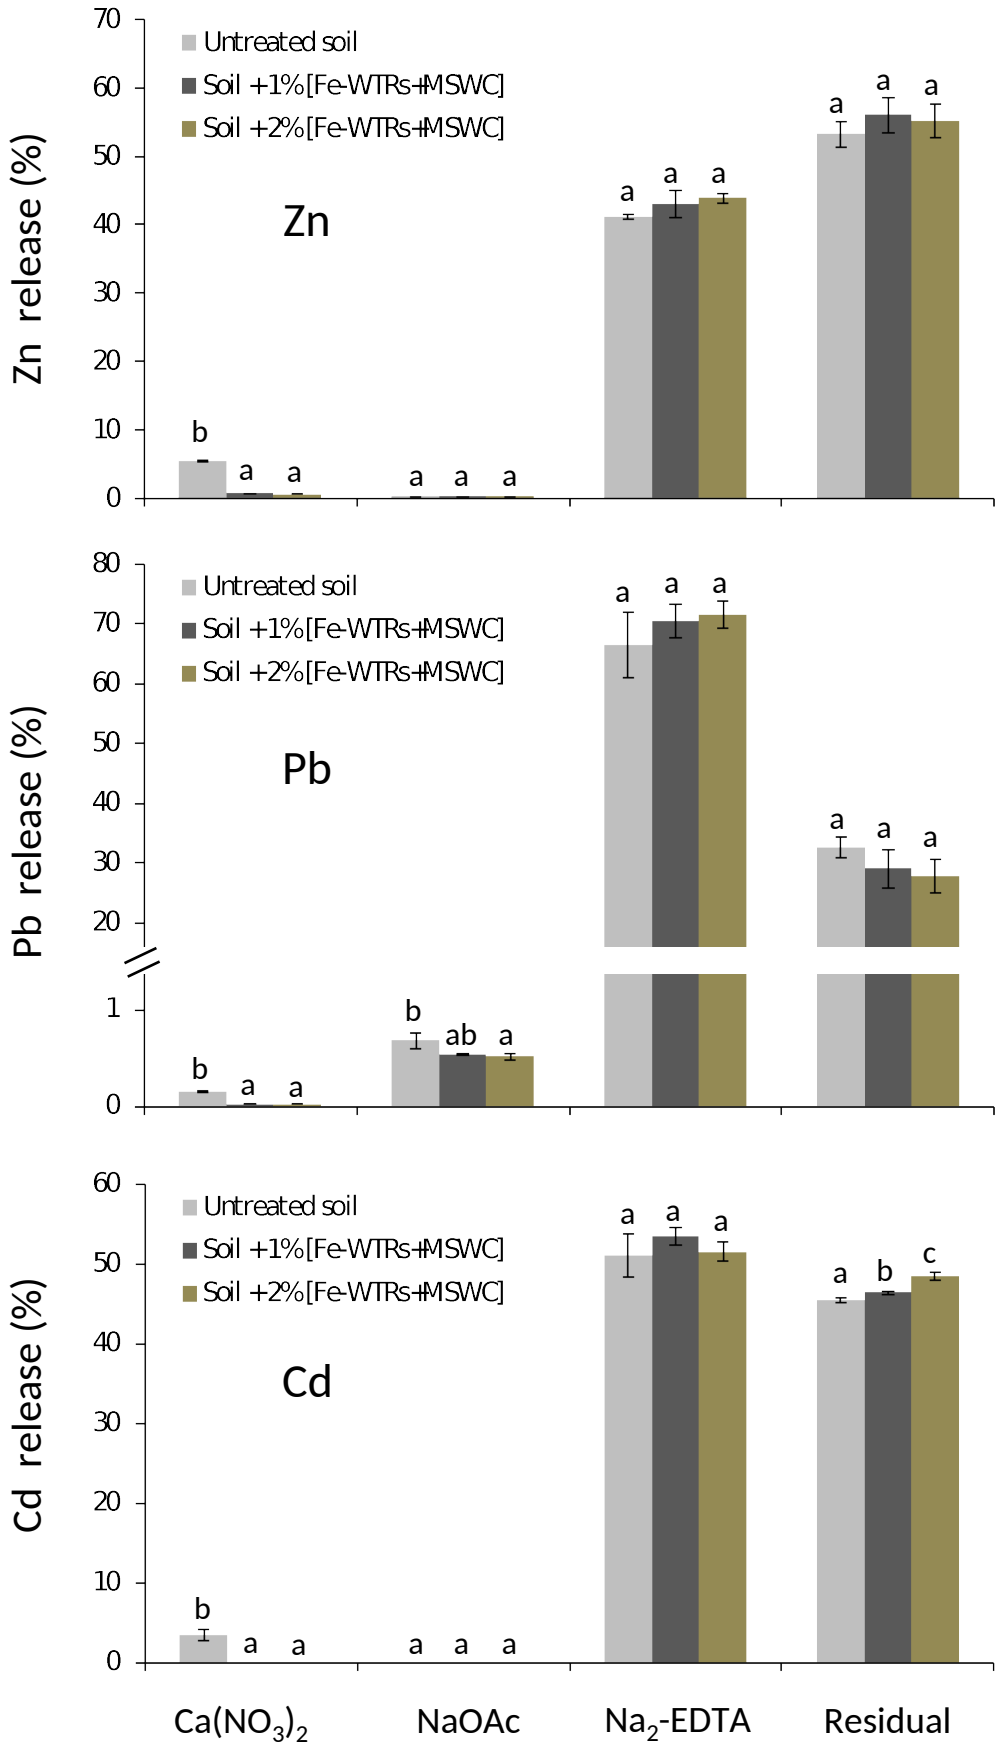 Zn release (%)
70
60
50
40
30
20
10
0
Untreated soil
Soil +1%[Fe-WTRs+MSWC]
Soil +2%[Fe-WTRs+MSWC]
Zn
b a a a a a a a a a a a
Pb release (%)
80
70
60
50
40
30
20
1
0
Untreated soil
Soil +1%[Fe-WTRs+MSWC]
Soil +2%[Fe-WTRs+MSWC]
Pb
b a a b ab a a a a a a a
Cd release (%)
60
50
40
30
20
10
0
Untreated soil
Soil +1%[Fe-WTRs+MSWC]
Soil +2%[Fe-WTRs+MSWC]
Cd
b a a a a a a a a a b c
Ca(NO₃)₂ NaOAc Na₂-EDTA Residual